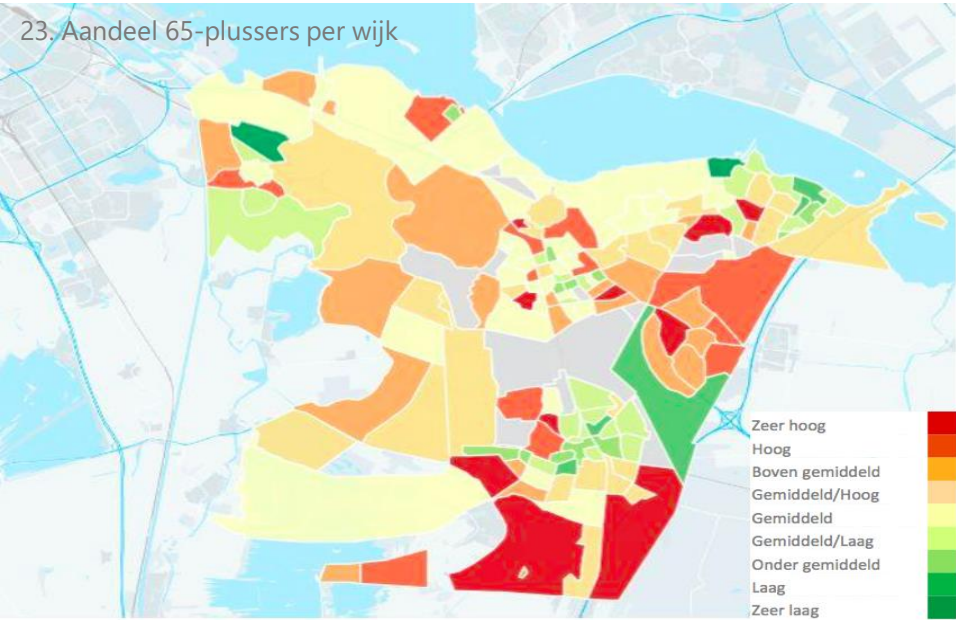 23. Aandeel 65-plussers per wijk
Zeer hoog
Hoog
Boven gemiddeld
Gemiddeld/Hoog
Gemiddeld
Gemiddeld/Laag
Onder gemiddeld
Laag
Zeer laag